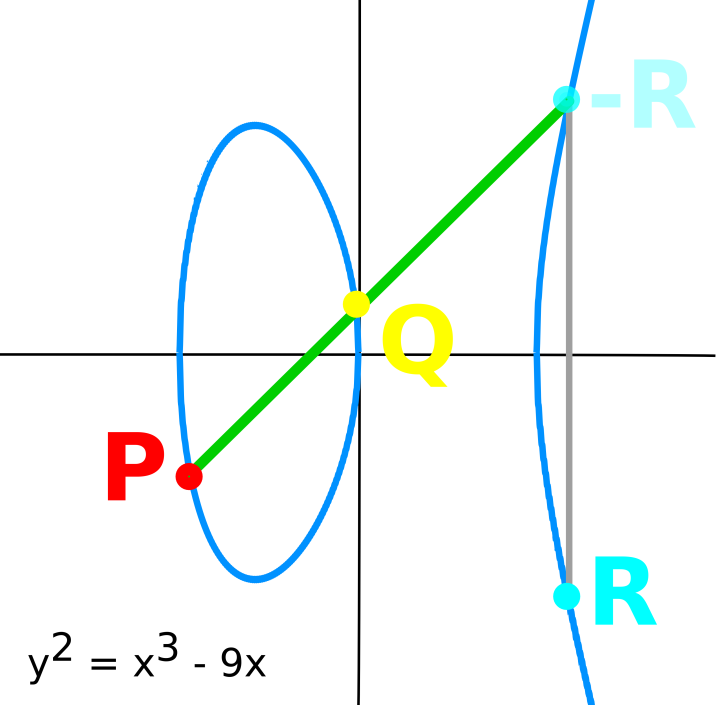 -R
Q
P
R
y² = x³ - 9x